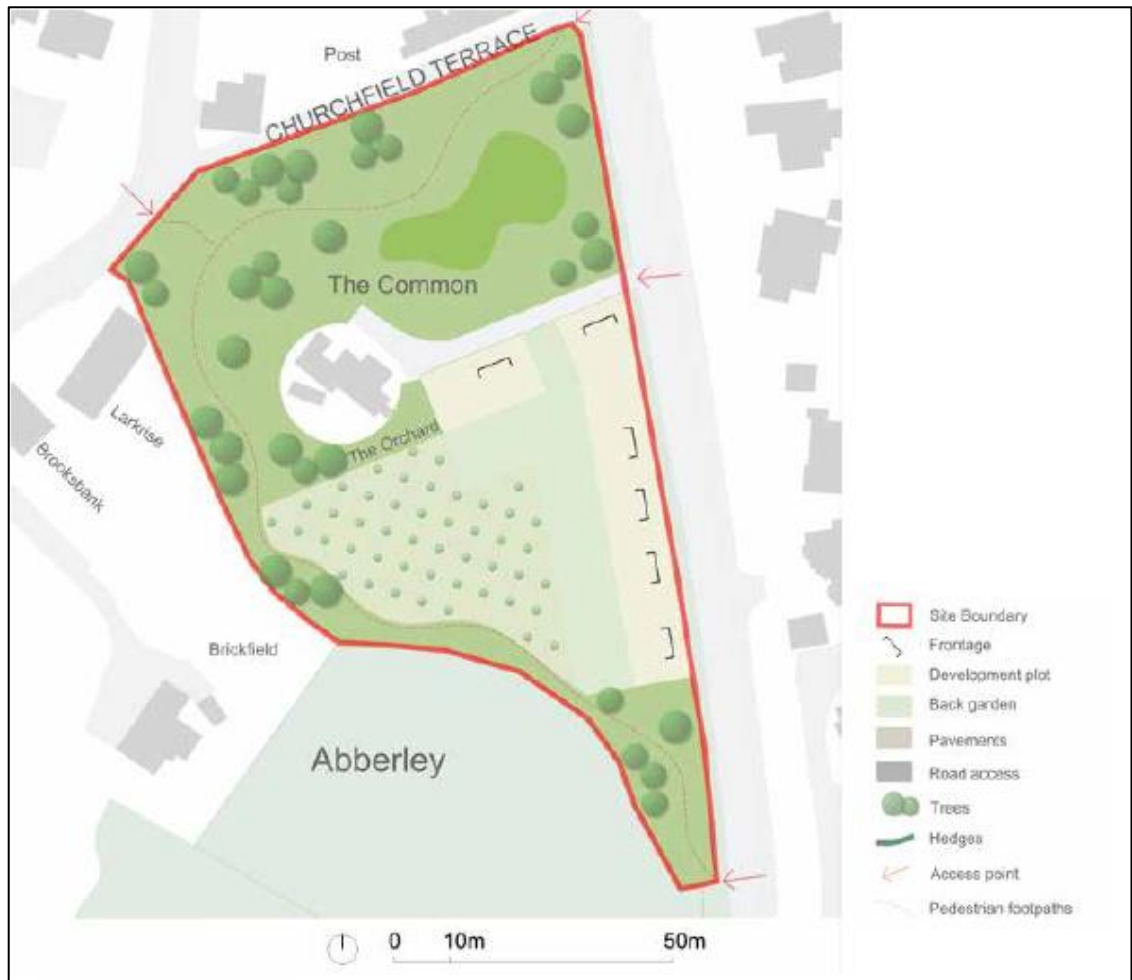 Post
CHURCHFIELD TERRACE
The Common
The Orchard
Larkrise
Brooksbank
Brickfield
Abberley
Site Boundary
Frontage
Development plot
Back garden
Pavements
Road access
Trees
Hedges
Access point
Pedestrian footpaths
0 10m 50m